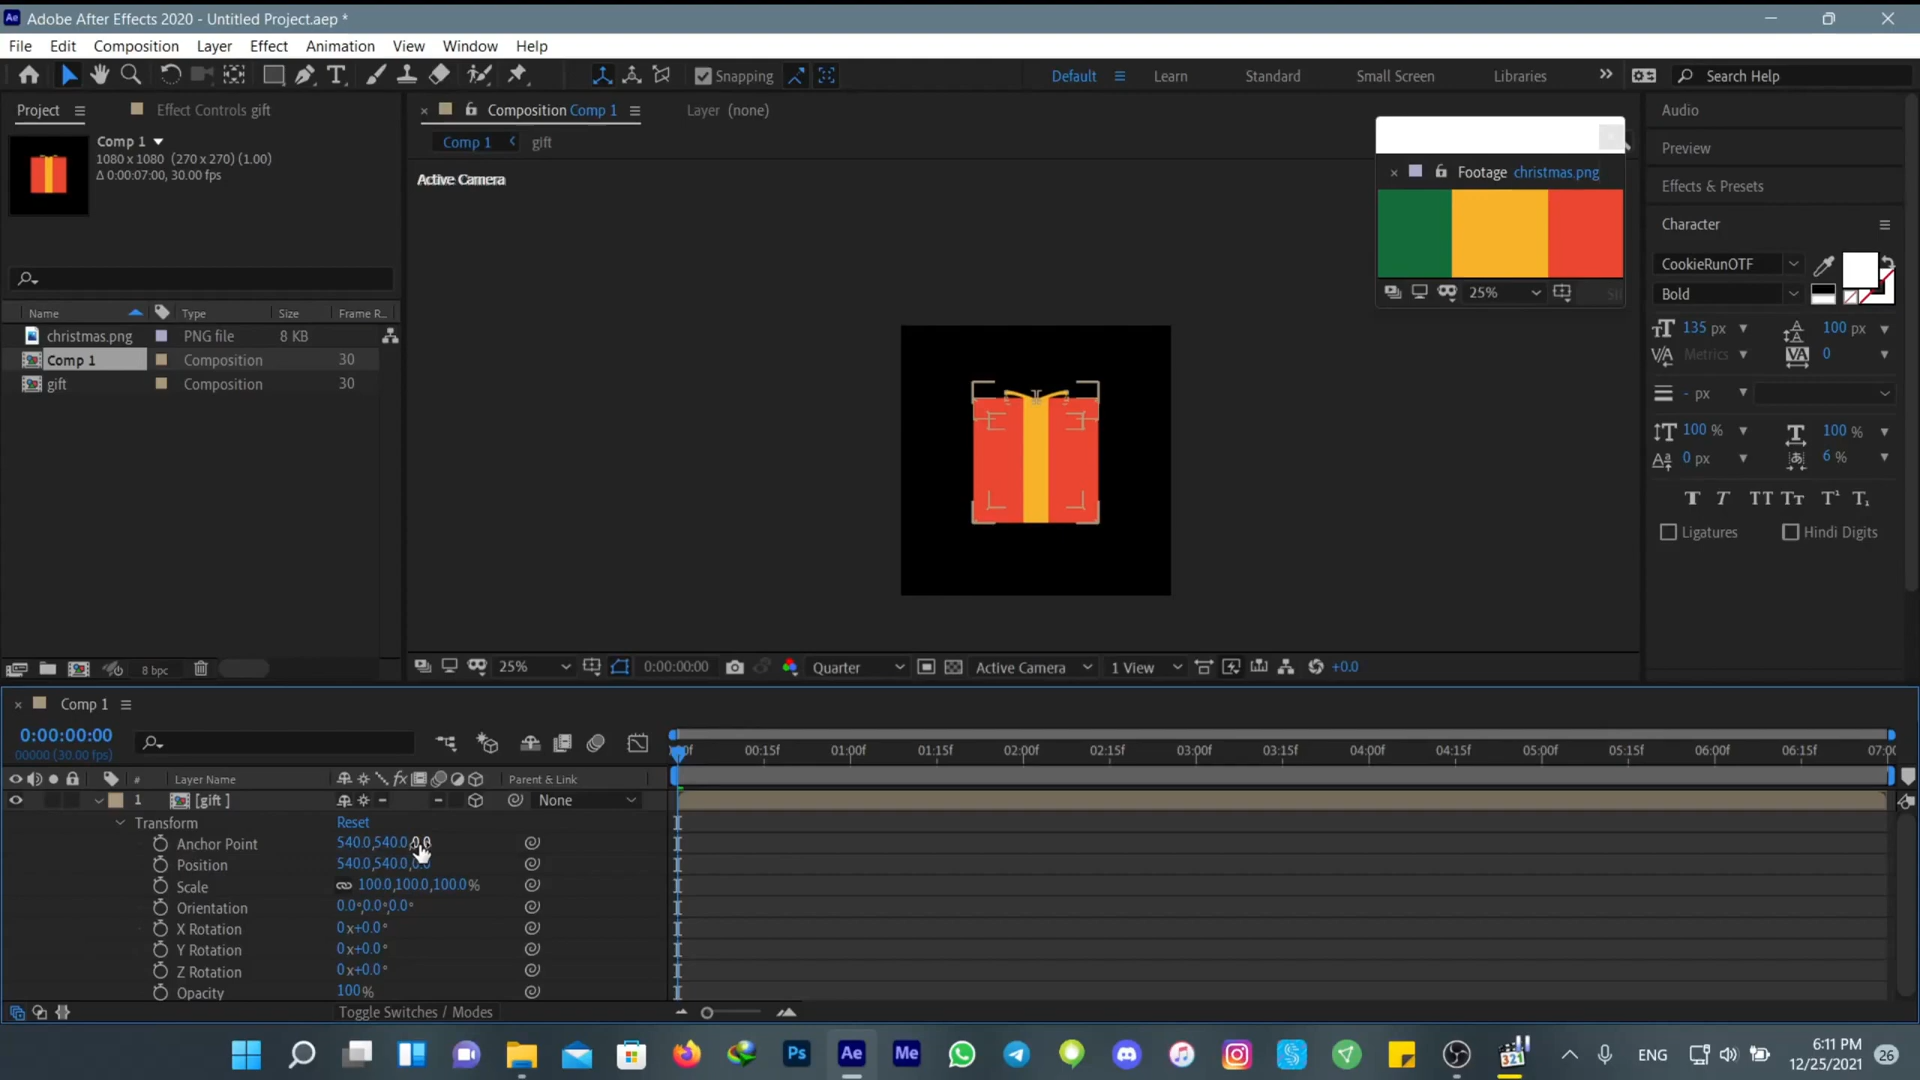 Adobe After Effects 2020 - Untitled Project.aep *
File Edit Composition Layer Effect Animation View Window Help
Snapping
Default Learn Standard Small Screen Libraries Search Help
Project Effect Controls gift
Composition Comp 1 Layer (none)
Audio
Comp 1
1080 x 1080 (270 x 270) (1.00)
Δ 0:00:07:00, 30.00 fps
Comp 1 gift
Preview
Footage christmas.png
Active Camera
Effects & Presets
Character
CookieRunOTF
Bold
25%
Name Type Size Frame R...
christmas.png PNG file 8 KB
Comp 1 Composition 30
gift Composition 30
135 px 100 px
Metrics 0
- px
100 % 100 %
0 px 6 %
Ligatures Hindi Digits
8 bpc
25% 0:00:00:00 Quarter Active Camera 1 View +0.0
Comp 1
0:00:00:00
00000 (30.00 fps)
00:15f 01:00f 01:15f 02:00f 02:15f 03:00f 03:15f 04:00f 04:15f 05:00f 05:15f 06:00f 06:15f
# Layer Name Parent & Link
1 [gift ] None
Transform Reset
Anchor Point 540.0,540.0,
Position 540.0,540.0,0.0
Scale 100.0,100.0,100.0%
Orientation 0.0°,0.0°,0.0°
X Rotation 0x+0.0°
Y Rotation 0x+0.0°
Z Rotation 0x+0.0°
Opacity 100%
Toggle Switches / Modes
Ps Ae Me 321 ENG 6:11 PM
12/25/2021 26